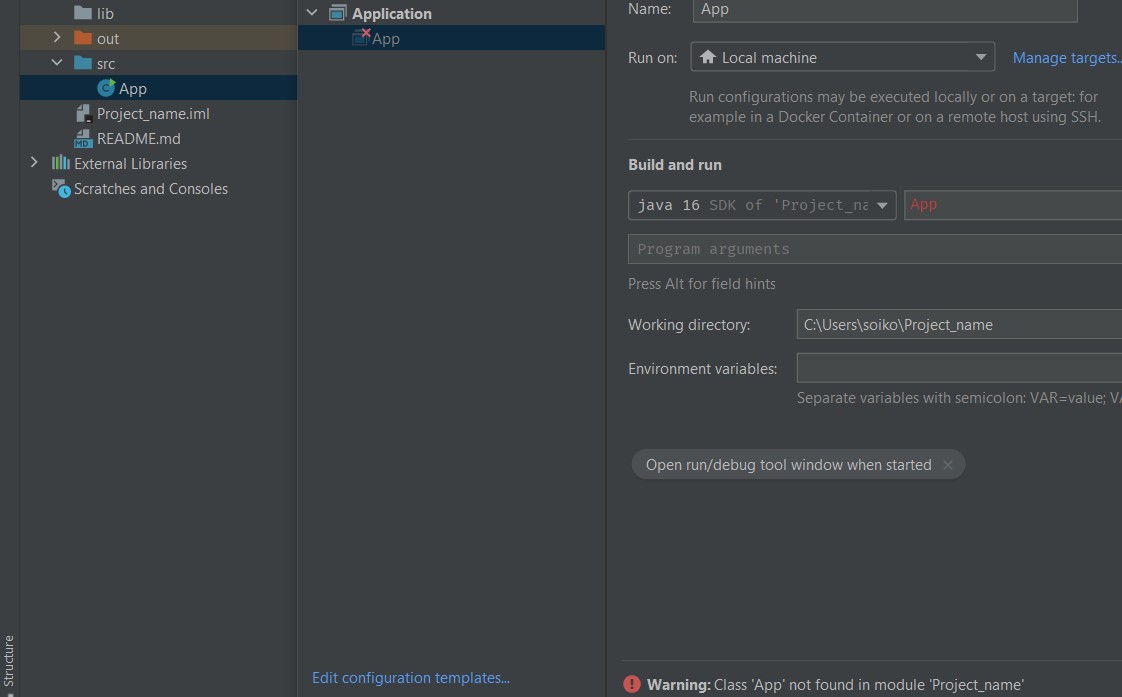 lib
out
src
App
Project_name.iml
README.md
External Libraries
Scratches and Consoles
Structure
Application
App
Edit configuration templates...
Name: App
Run on: Local machine Manage targets..
Run configurations may be executed locally or on a target: for
example in a Docker Container or on a remote host using SSH.
Build and run
java 16 SDK of 'Project_na App
Program arguments
Press Alt for field hints
Working directory: C:\Users\soiko\Project_name
Environment variables:
Separate variables with semicolon: VAR=value; VA
Open run/debug tool window when started
Warning: Class 'App' not found in module 'Project_name'